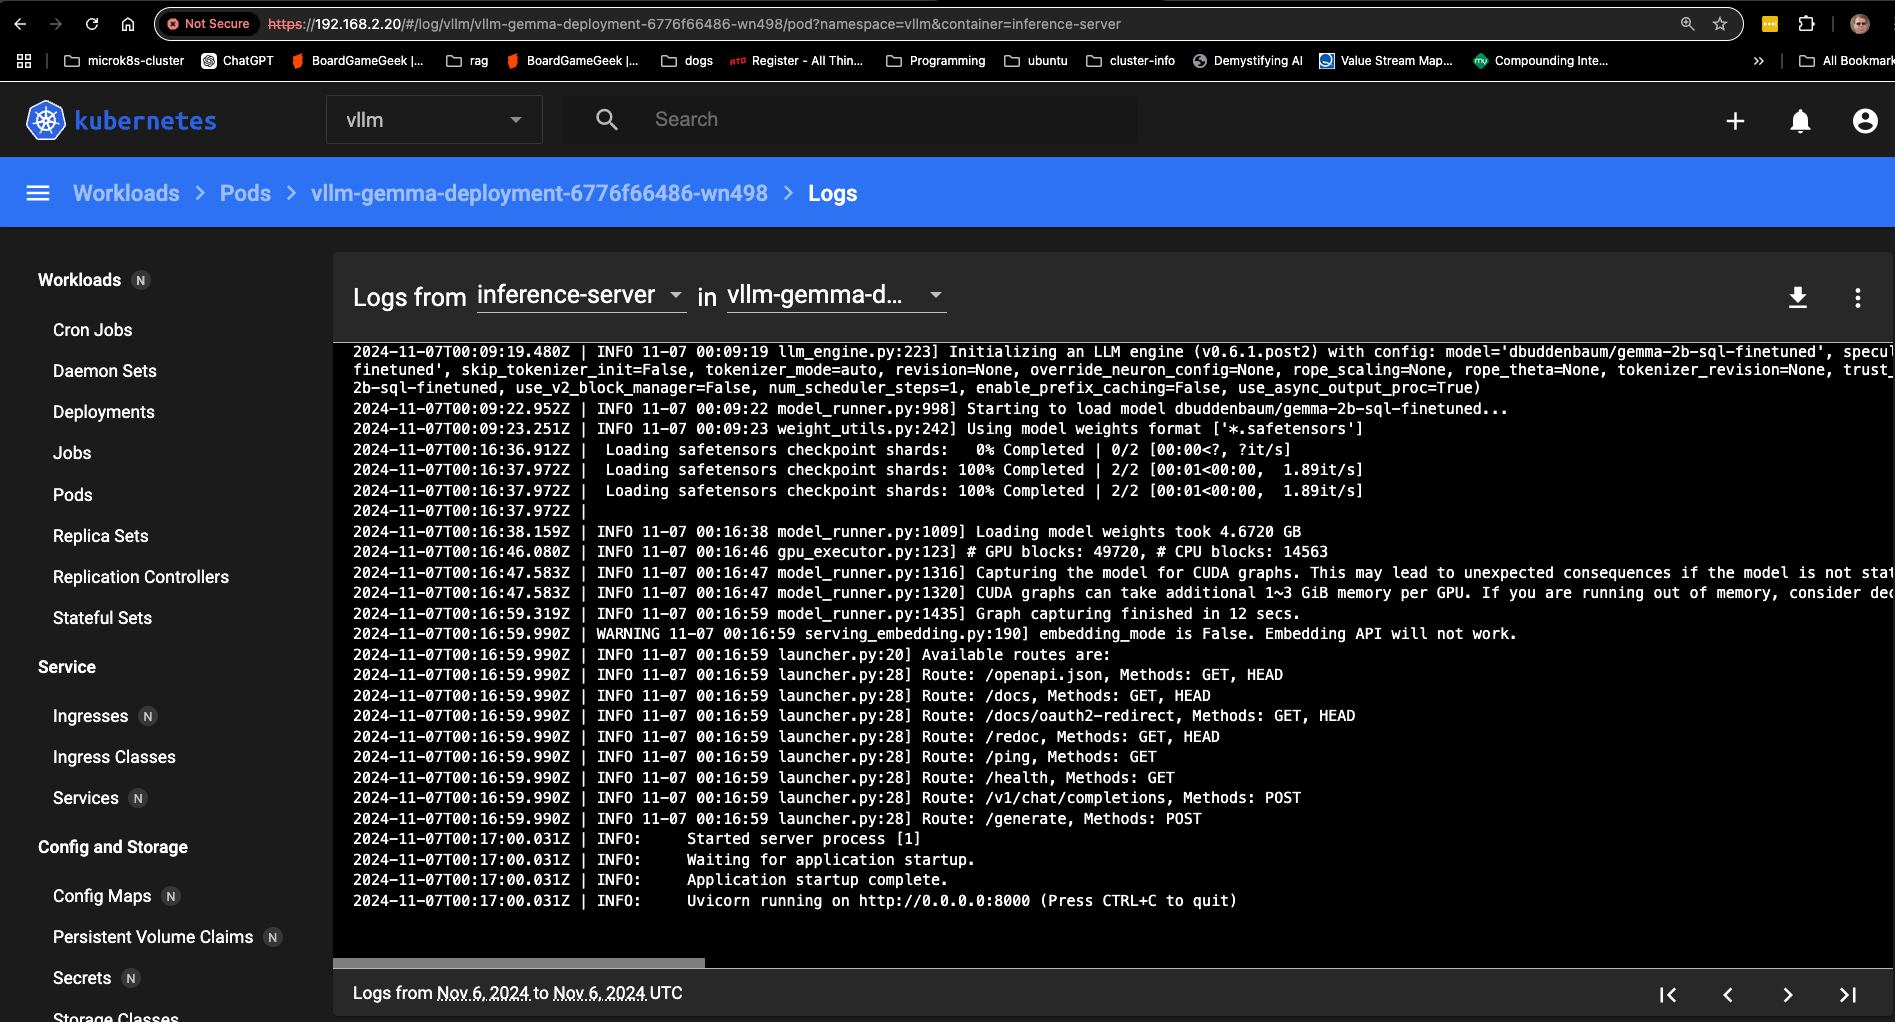 Not Secure https://192.168.2.20/#/log/vllm/vllm-gemma-deployment-6776f66486-wn498/pod?namespace=vllm&container=inference-server
microk8s-cluster ChatGPT BoardGameGeek |... rag BoardGameGeek |... dogs ATO Register - All Thin... Programming ubuntu cluster-info Demystifying AI Value Stream Map... mu Compounding Inte... » All Bookmark
kubernetes vllm Search
Workloads > Pods > vllm-gemma-deployment-6776f66486-wn498 > Logs
Workloads N
Cron Jobs
Daemon Sets
Deployments
Jobs
Pods
Replica Sets
Replication Controllers
Stateful Sets
Service
Ingresses N
Ingress Classes
Services N
Config and Storage
Config Maps N
Persistent Volume Claims N
Secrets N
Storage Classes
Logs from inference-server in vllm-gemma-d...
2024-11-07T00:09:19.480Z | INFO 11-07 00:09:19 llm_engine.py:223] Initializing an LLM engine (v0.6.1.post2) with config: model='dbuddenbaum/gemma-2b-sql-finetuned', specul
finetuned', skip_tokenizer_init=False, tokenizer_mode=auto, revision=None, override_neuron_config=None, rope_scaling=None, rope_theta=None, tokenizer_revision=None, trust_
2b-sql-finetuned, use_v2_block_manager=False, num_scheduler_steps=1, enable_prefix_caching=False, use_async_output_proc=True)
2024-11-07T00:09:22.952Z | INFO 11-07 00:09:22 model_runner.py:998] Starting to load model dbuddenbaum/gemma-2b-sql-finetuned...
2024-11-07T00:09:23.251Z | INFO 11-07 00:09:23 weight_utils.py:242] Using model weights format ['*.safetensors']
2024-11-07T00:16:36.912Z | Loading safetensors checkpoint shards: 0% Completed | 0/2 [00:00<?, ?it/s]
2024-11-07T00:16:37.972Z | Loading safetensors checkpoint shards: 100% Completed | 2/2 [00:01<00:00, 1.89it/s]
2024-11-07T00:16:37.972Z | Loading safetensors checkpoint shards: 100% Completed | 2/2 [00:01<00:00, 1.89it/s]
2024-11-07T00:16:37.972Z |
2024-11-07T00:16:38.159Z | INFO 11-07 00:16:38 model_runner.py:1009] Loading model weights took 4.6720 GB
2024-11-07T00:16:46.080Z | INFO 11-07 00:16:46 gpu_executor.py:123] # GPU blocks: 49720, # CPU blocks: 14563
2024-11-07T00:16:47.583Z | INFO 11-07 00:16:47 model_runner.py:1316] Capturing the model for CUDA graphs. This may lead to unexpected consequences if the model is not stat
2024-11-07T00:16:47.583Z | INFO 11-07 00:16:47 model_runner.py:1320] CUDA graphs can take additional 1~3 GiB memory per GPU. If you are running out of memory, consider dec
2024-11-07T00:16:59.319Z | INFO 11-07 00:16:59 model_runner.py:1435] Graph capturing finished in 12 secs.
2024-11-07T00:16:59.990Z | WARNING 11-07 00:16:59 serving_embedding.py:190] embedding_mode is False. Embedding API will not work.
2024-11-07T00:16:59.990Z | INFO 11-07 00:16:59 launcher.py:20] Available routes are:
2024-11-07T00:16:59.990Z | INFO 11-07 00:16:59 launcher.py:28] Route: /openapi.json, Methods: GET, HEAD
2024-11-07T00:16:59.990Z | INFO 11-07 00:16:59 launcher.py:28] Route: /docs, Methods: GET, HEAD
2024-11-07T00:16:59.990Z | INFO 11-07 00:16:59 launcher.py:28] Route: /docs/oauth2-redirect, Methods: GET, HEAD
2024-11-07T00:16:59.990Z | INFO 11-07 00:16:59 launcher.py:28] Route: /redoc, Methods: GET, HEAD
2024-11-07T00:16:59.990Z | INFO 11-07 00:16:59 launcher.py:28] Route: /ping, Methods: GET
2024-11-07T00:16:59.990Z | INFO 11-07 00:16:59 launcher.py:28] Route: /health, Methods: GET
2024-11-07T00:16:59.990Z | INFO 11-07 00:16:59 launcher.py:28] Route: /v1/chat/completions, Methods: POST
2024-11-07T00:16:59.990Z | INFO 11-07 00:16:59 launcher.py:28] Route: /generate, Methods: POST
2024-11-07T00:17:00.031Z | INFO: Started server process [1]
2024-11-07T00:17:00.031Z | INFO: Waiting for application startup.
2024-11-07T00:17:00.031Z | INFO: Application startup complete.
2024-11-07T00:17:00.031Z | INFO: Uvicorn running on http://0.0.0.0:8000 (Press CTRL+C to quit)
Logs from Nov 6, 2024 to Nov 6, 2024 UTC